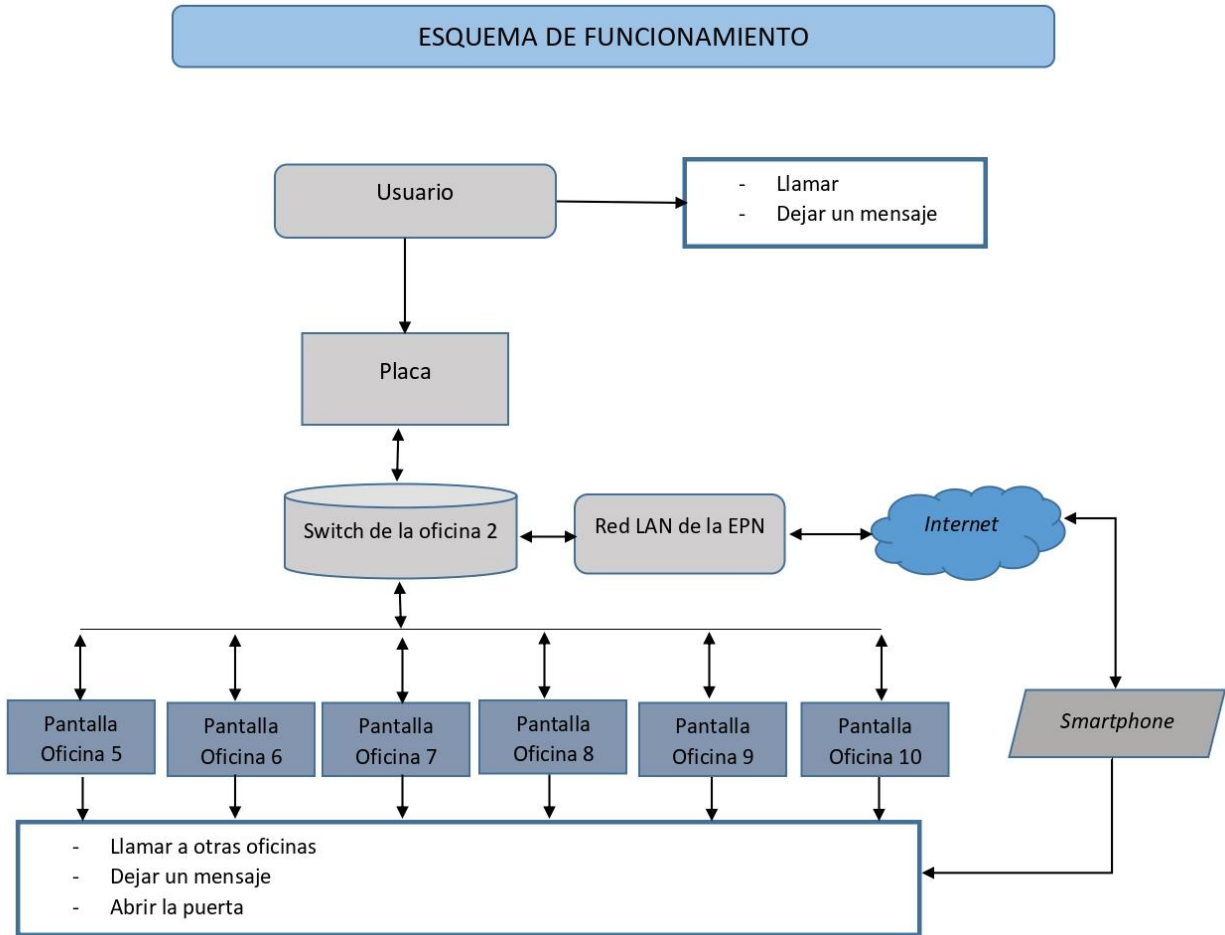 ESQUEMA DE FUNCIONAMIENTO
Usuario
- Llamar
- Dejar un mensaje
Placa
Switch de la oficina 2
Red LAN de la EPN
Internet
Pantalla
Oficina 5
Pantalla
Oficina 6
Pantalla
Oficina 7
Pantalla
Oficina 8
Pantalla
Oficina 9
Pantalla
Oficina 10
Smartphone
- Llamar a otras oficinas
- Dejar un mensaje
- Abrir la puerta